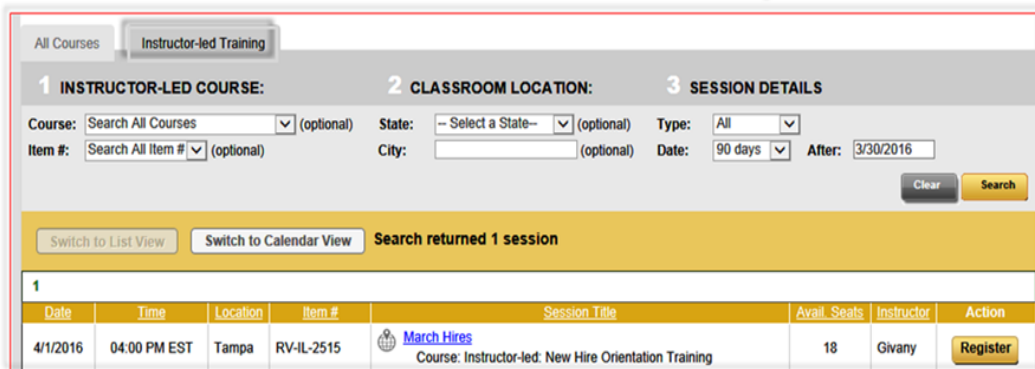 All Courses Instructor-led Training
1 INSTRUCTOR-LED COURSE: 2 CLASSROOM LOCATION: 3 SESSION DETAILS
Course: Search All Courses (optional) State: -- Select a State-- (optional) Type: All
Item #: Search All Item # (optional) City: (optional) Date: 90 days After: 3/30/2016
Clear Search
Switch to List View Switch to Calendar View Search returned 1 session
1
Date Time Location Item # Session Title Avail. Seats Instructor Action
4/1/2016 04:00 PM EST Tampa RV-IL-2515 March Hires 18 Givany Register
Course: Instructor-led: New Hire Orientation Training